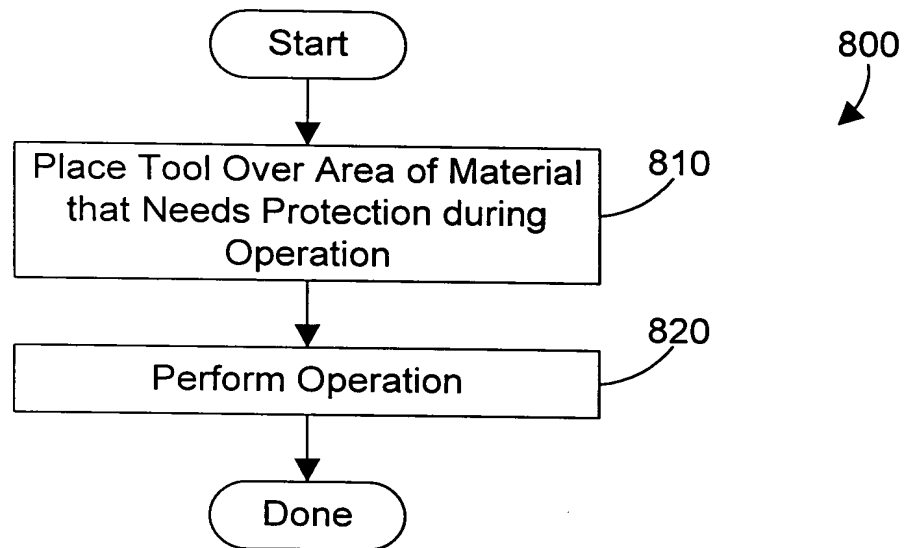 Start
800
Place Tool Over Area of Material
that Needs Protection during
Operation
810
820
Perform Operation
Done